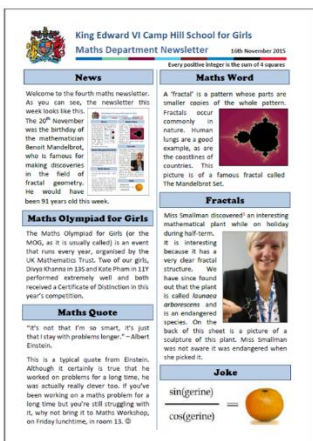 King Edward VI Camp Hill School for Girls
Maths Department Newsletter
10th November 2015
Every positive integer is the sum of 4 squares
News
Welcome to the fourth maths newsletter.
As you can see, the newsletter this
week looks like this.
The 20th November
was the birthday of
the mathematician
Benoit Mandelbrot,
who is famous for
making discoveries
in the field of
fractal geometry.
He would have
been 91 years old this week.
Maths Olympiad for Girls
The Maths Olympiad for Girls (or the
MOG, as it is usually called) is an event
that runs every year, organised by the
UK Mathematics Trust. Two of our girls,
Divya Khanna in 13S and Kate Pham in 11Y
performed extremely well and both
received a Certificate of Distinction in this
year's competition.
Maths Quote
"It's not that I'm so smart, it's just
that I stay with problems longer." – Albert
Einstein.
This is a typical quote from Einstein.
Although it certainly is true that he
worked on problems for a long time, he
was actually really clever too. If you've
been working on a maths problem for a
long time but you're still struggling with
it, why not bring it to Maths Workshop,
on Friday lunchtime, in room 13. ☺
Maths Word
A 'fractal' is a pattern whose parts are
smaller copies of the whole pattern.
Fractals occur
commonly in
nature. Human
lungs are a good
example, as are
the coastlines of
countries. This
picture is of a famous fractal called
The Mandelbrot Set.
Fractals
Miss Smallman discovered¹ an interesting
mathematical plant while on holiday
during half-term.
It is interesting
because it has a
very clear fractal
structure. We
have since found
out that the plant
is called launaea
arborescens and
is an endangered
species. On the
back of this sheet is a picture of a
sculpture of this plant. Miss Smallman
was not aware it was endangered when
she picked it.
Joke
sin(gerine)
cos(gerine)
=